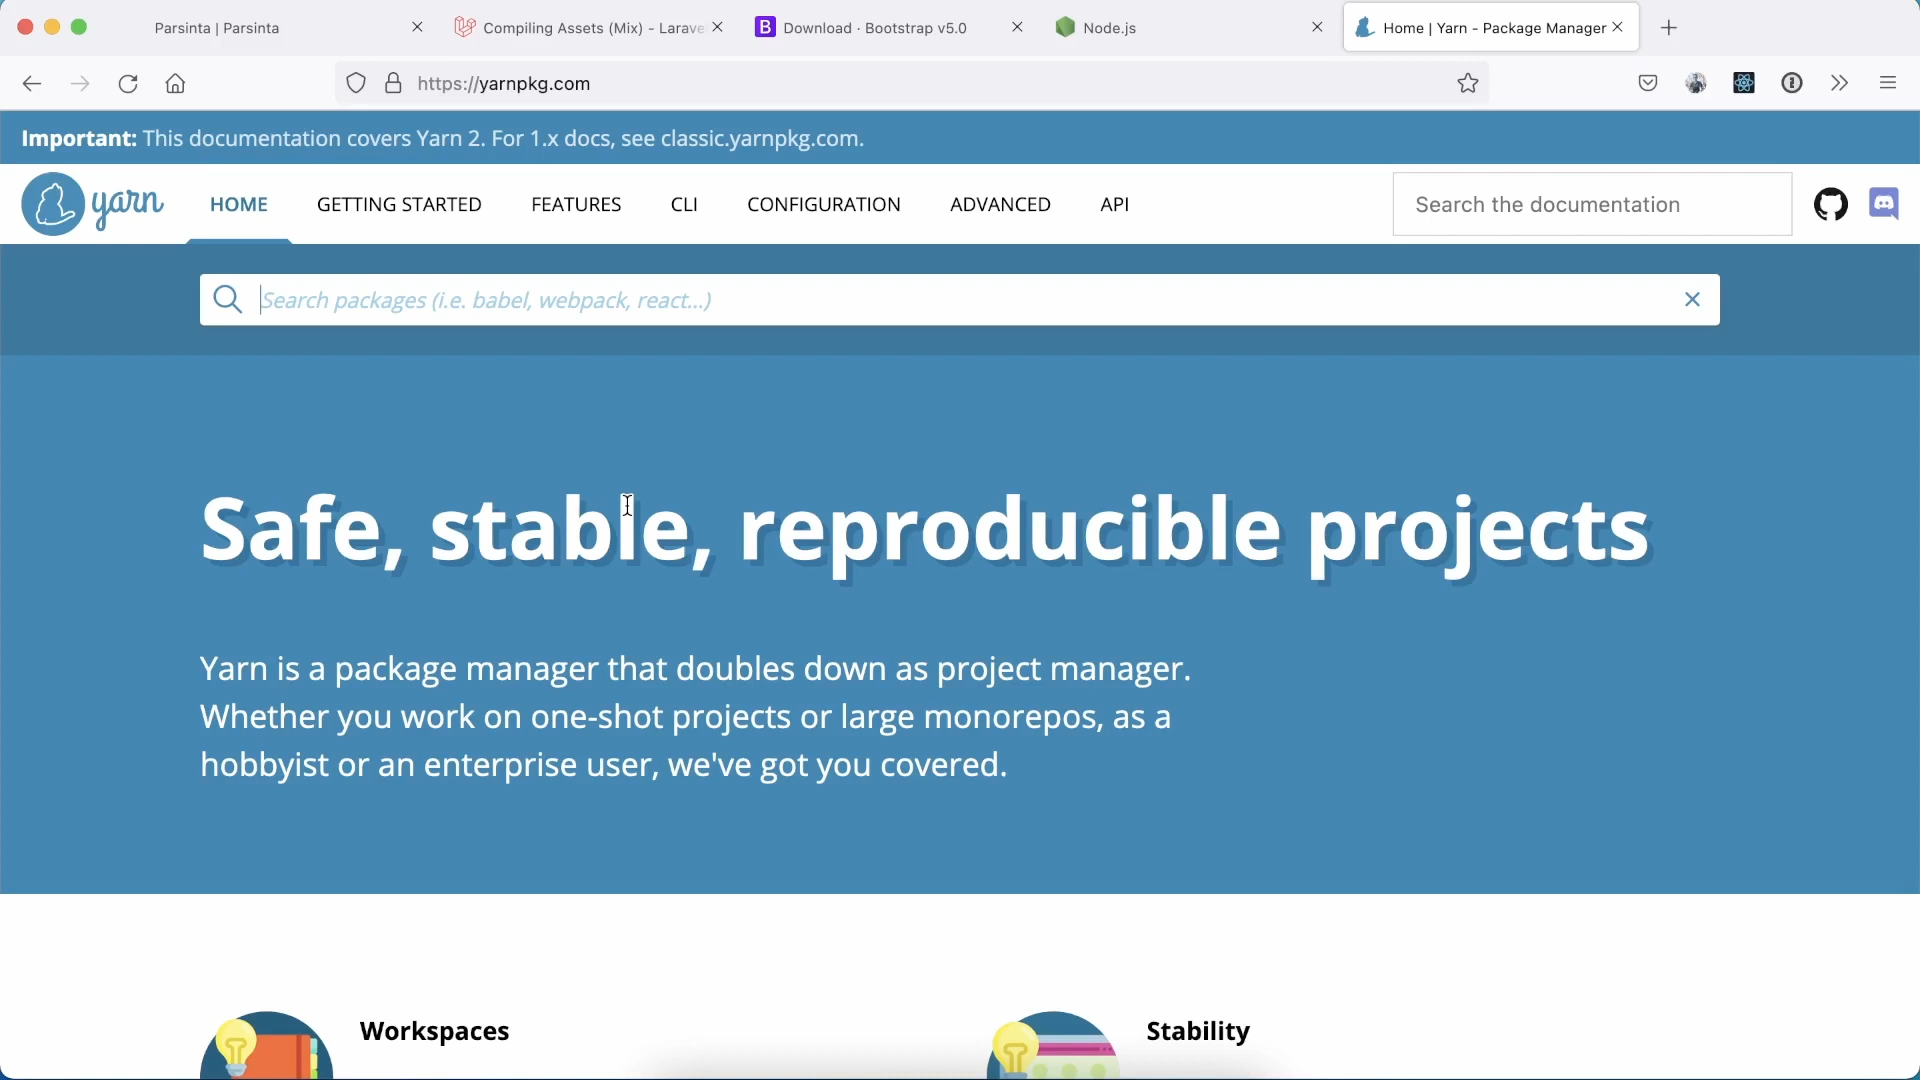 Parsinta | Parsinta
Compiling Assets (Mix) - Larave
Download · Bootstrap v5.0
Node.js
Home | Yarn - Package Manager
https://yarnpkg.com
Important: This documentation covers Yarn 2. For 1.x docs, see classic.yarnpkg.com.
yarn
HOME
GETTING STARTED
FEATURES
CLI
CONFIGURATION
ADVANCED
API
Search the documentation
Search packages (i.e. babel, webpack, react...)
Safe, stable, reproducible projects
Yarn is a package manager that doubles down as project manager.
Whether you work on one-shot projects or large monorepos, as a
hobbyist or an enterprise user, we've got you covered.
Workspaces
Stability